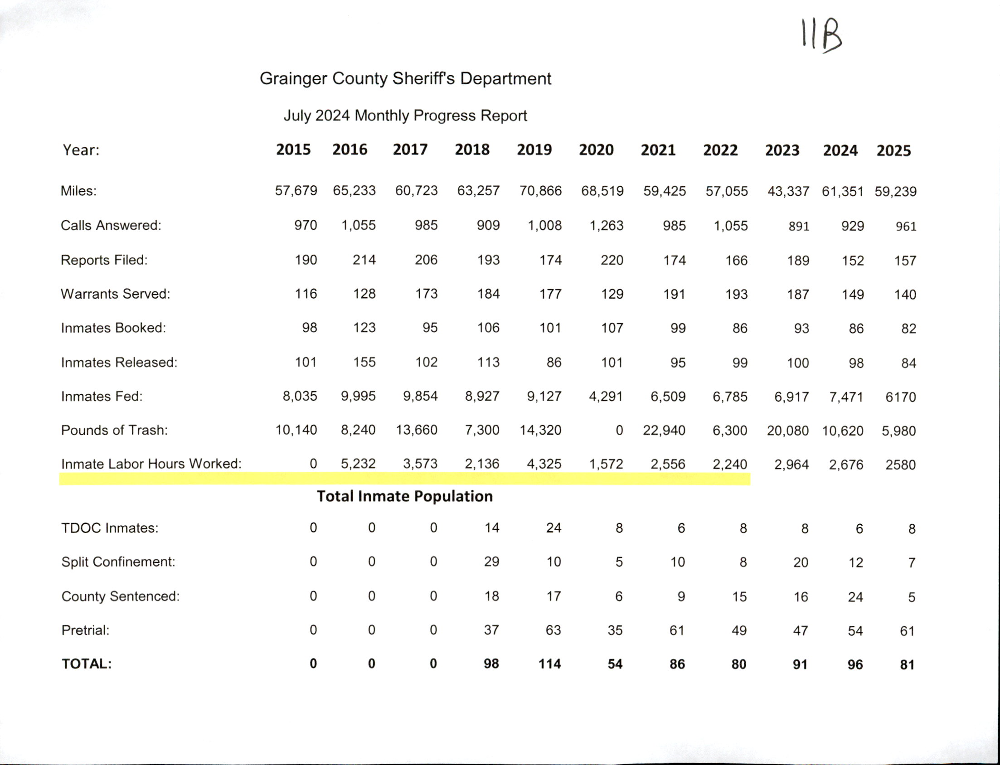 11B
Grainger County Sheriff's Department
July 2024 Monthly Progress Report
Year: 2015 2016 2017 2018 2019 2020 2021 2022 2023 2024 2025
Miles: 57,679 65,233 60,723 63,257 70,866 68,519 59,425 57,055 43,337 61,351 59,239
Calls Answered: 970 1,055 985 909 1,008 1,263 985 1,055 891 929 961
Reports Filed: 190 214 206 193 174 220 174 166 189 152 157
Warrants Served: 116 128 173 184 177 129 191 193 187 149 140
Inmates Booked: 98 123 95 106 101 107 99 86 93 86 82
Inmates Released: 101 155 102 113 86 101 95 99 100 98 84
Inmates Fed: 8,035 9,995 9,854 8,927 9,127 4,291 6,509 6,785 6,917 7,471 6170
Pounds of Trash: 10,140 8,240 13,660 7,300 14,320 0 22,940 6,300 20,080 10,620 5,980
Inmate Labor Hours Worked: 0 5,232 3,573 2,136 4,325 1,572 2,556 2,240 2,964 2,676 2580
Total Inmate Population
TDOC Inmates: 0 0 0 14 24 8 6 8 8 6 8
Split Confinement: 0 0 0 29 10 5 10 8 20 12 7
County Sentenced: 0 0 0 18 17 6 9 15 16 24 5
Pretrial: 0 0 0 37 63 35 61 49 47 54 61
TOTAL: 0 0 0 98 114 54 86 80 91 96 81